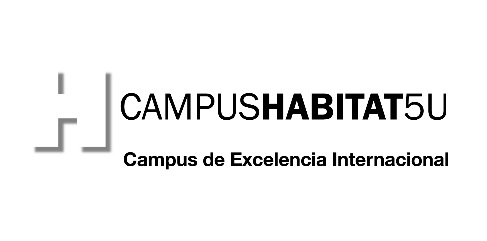 CAMPUSHABITAT5U
Campus de Excelencia Internacional